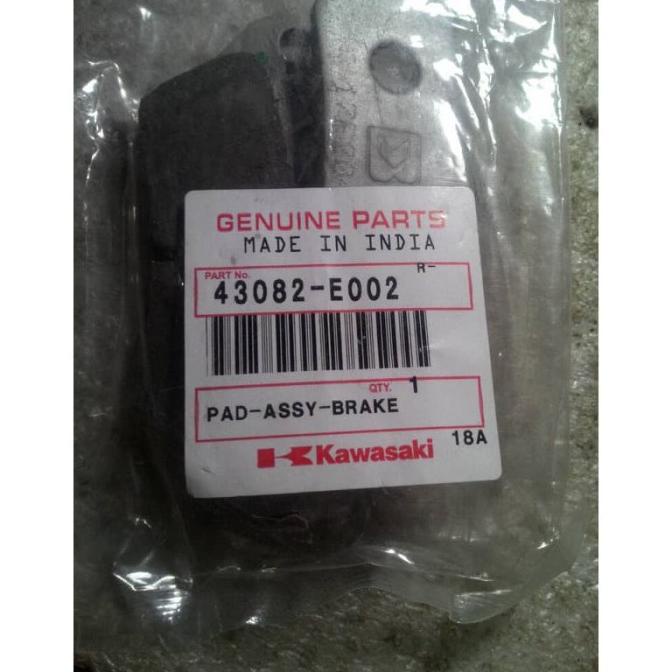 GENUINE PARTS
MADE IN INDIA
PART No. R-
43082-E002
QTY. 1
PAD-ASSY-BRAKE
18A
Kawasaki